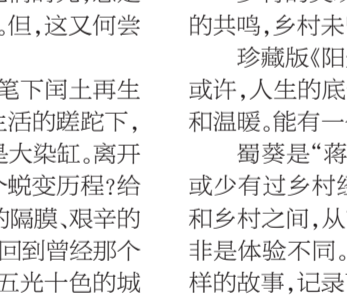 。但，这又何尝
笔下闰土再生
生活的蹉跎下，
是大染缸。离开
个蜕变历程？给
的隔膜、艰辛的
回到曾经那个
五光十色的城
的共鸣，乡村未
珍藏版《阳
或许，人生的底
和温暖。能有一
蜀葵是“蒋
或少有过乡村经
和乡村之间，从
非是体验不同。
样的故事，记录